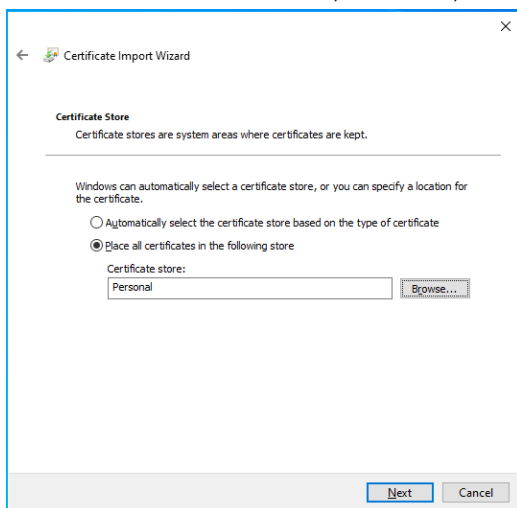 Certificate Import Wizard
Certificate Store
Certificate stores are system areas where certificates are kept.
Windows can automatically select a certificate store, or you can specify a location for
the certificate.
Automatically select the certificate store based on the type of certificate
Place all certificates in the following store
Certificate store:
Personal
Browse...
Next
Cancel